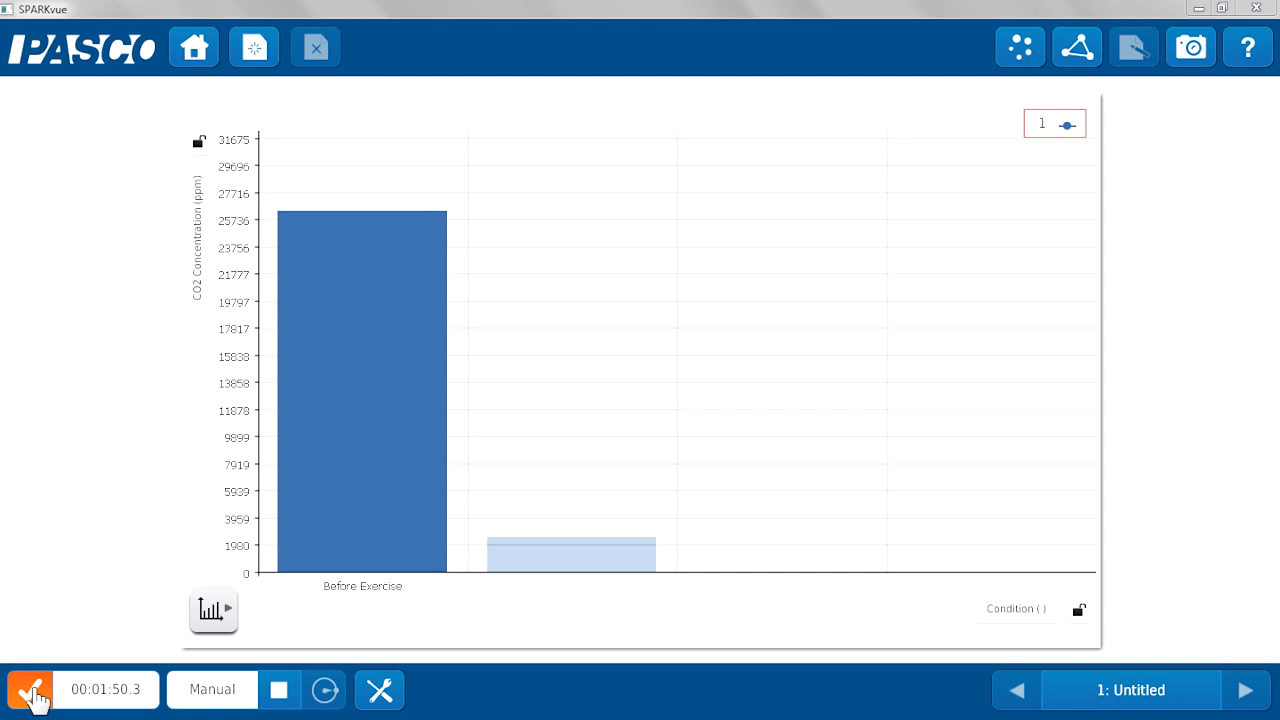 SPARKvue
PASCO
?
1
31675
29696
27716
25736
23756
21777
19797
17817
15838
13858
11878
9899
7919
5939
3959
1980
0
CO2 Concentration (ppm)
Before Exercise
Condition ( )
00:01:50.3
Manual
1: Untitled